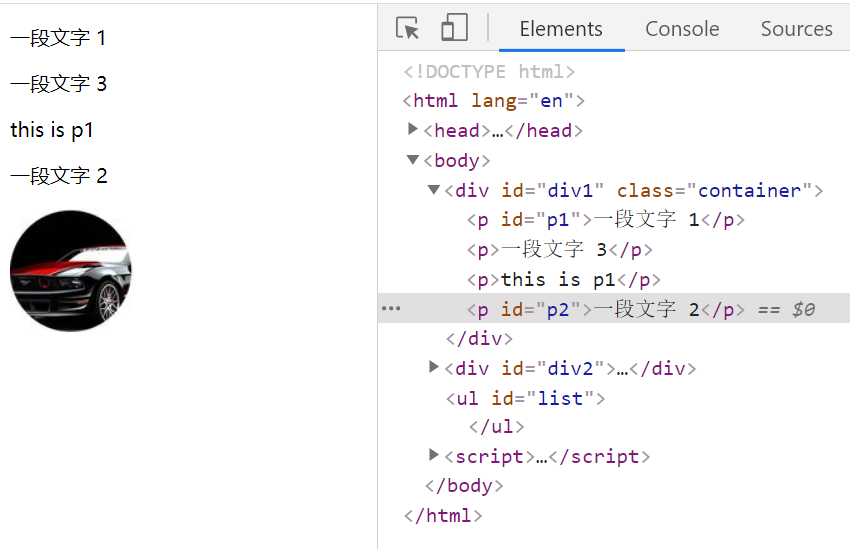 一段文字 1
一段文字 3
this is p1
一段文字 2
Elements Console Sources
<!DOCTYPE html>
<html lang="en">
<head>…</head>
<body>
<div id="div1" class="container">
<p id="p1">一段文字 1</p>
<p>一段文字 3</p>
<p>this is p1</p>
<p id="p2">一段文字 2</p> == $0
</div>
<div id="div2">…</div>
<ul id="list">
</ul>
<script>…</script>
</body>
</html>